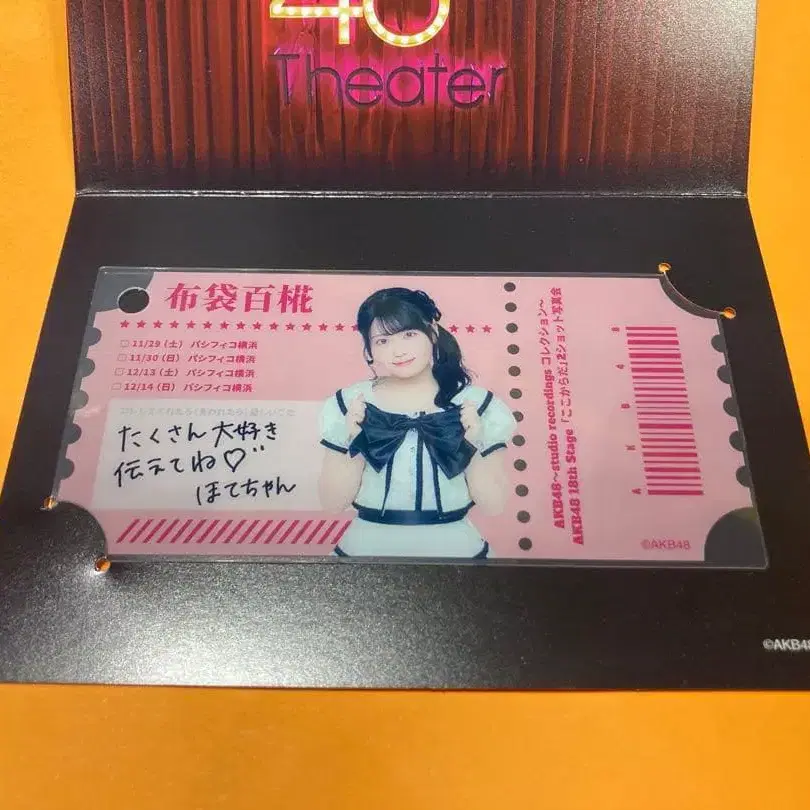 48
Theater
布袋百椛
□ 11/29(土) パシフィコ横浜
□ 11/30(日) パシフィコ横浜
□ 12/13(土) パシフィコ横浜
□ 12/14(日) パシフィコ横浜
たくさん大好き
伝えてね♡
ほてちゃん
AKB48~studio recordings コレクション~
AKB48 18th Stage「ここからだ」2ショット写真会
AKB48
©AKB48
©AKB48